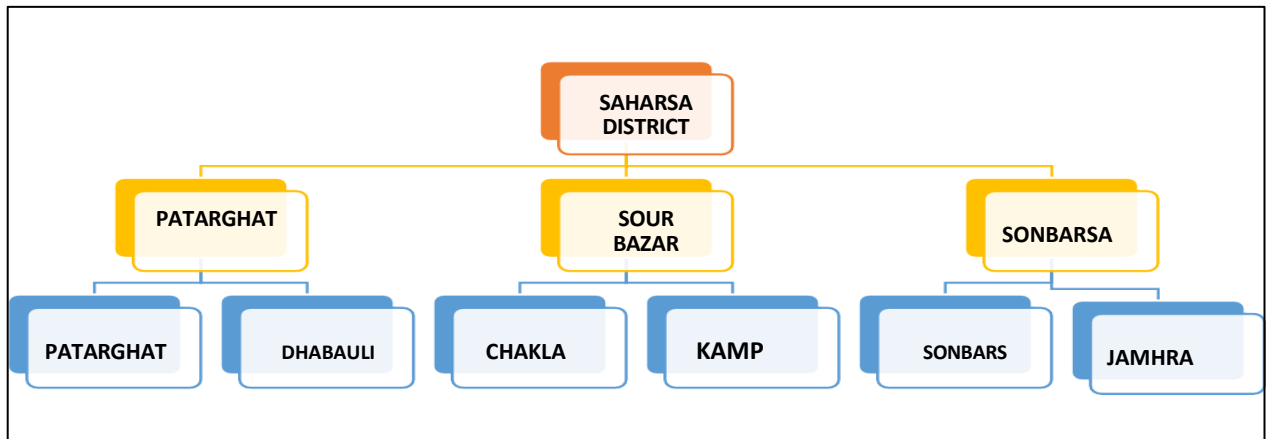 SAHARSA
DISTRICT
PATARGHAT
SOUR
BAZAR
SONBARSA
PATARGHAT
DHABAULI
CHAKLA
KAMP
SONBARS
JAMHRA